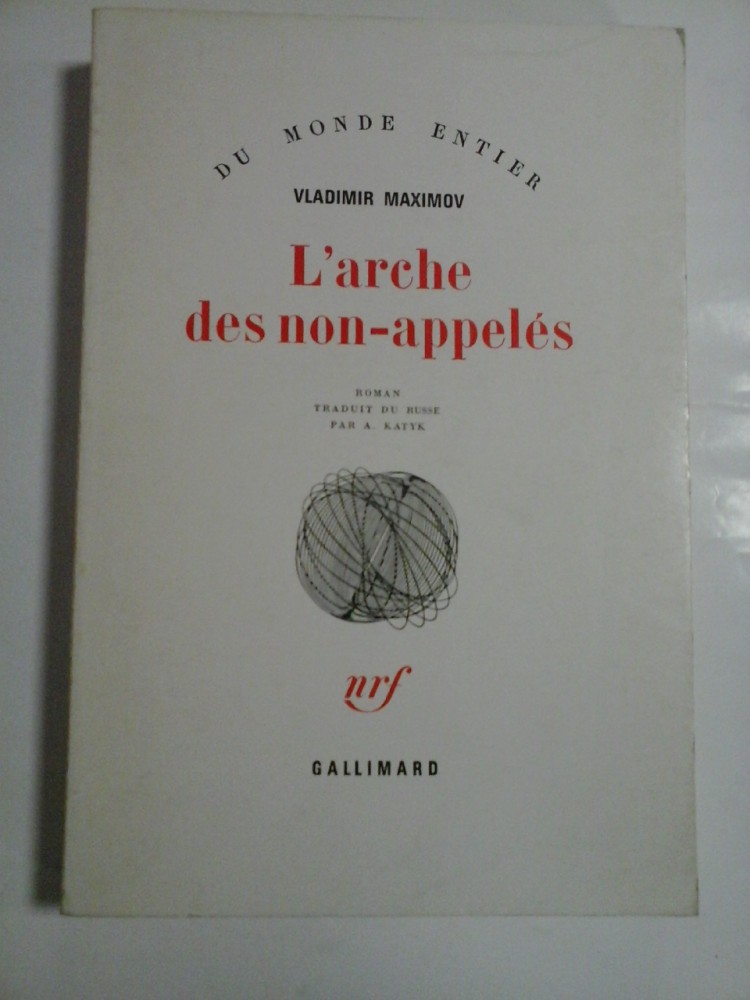 DU MONDE ENTIER
VLADIMIR MAXIMOV
L'arche
des non-appelés
ROMAN
TRADUIT DU RUSSE
PAR A. KATYK
nrf
GALLIMARD